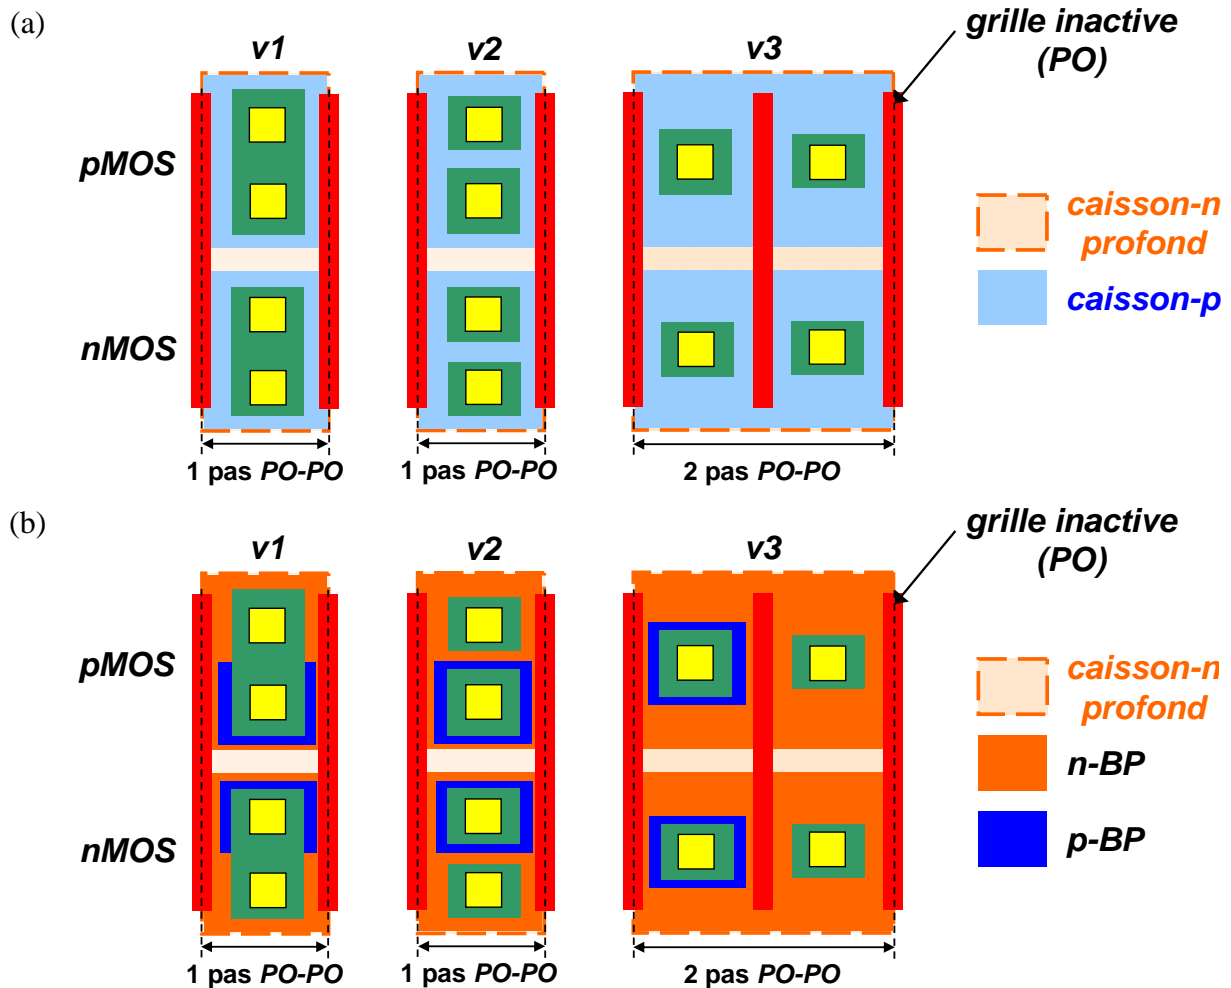 (a)
v1
v2
v3
grille inactive
(PO)
pMOS
nMOS
caisson-n
profond
caisson-p
1 pas PO-PO
1 pas PO-PO
2 pas PO-PO
(b)
v1
v2
v3
grille inactive
(PO)
pMOS
nMOS
caisson-n
profond
n-BP
p-BP
1 pas PO-PO
1 pas PO-PO
2 pas PO-PO